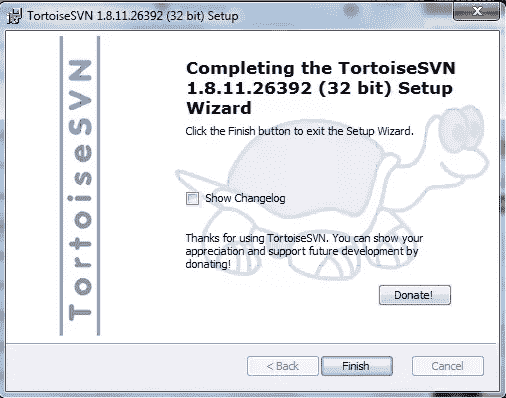 TortoiseSVN 1.8.11.26392 (32 bit) Setup
TortoiseSVN
Completing the TortoiseSVN
1.8.11.26392 (32 bit) Setup
Wizard
Click the Finish button to exit the Setup Wizard.
Show Changelog
Thanks for using TortoiseSVN. You can show your
appreciation and support future development by
donating!
Donate!
< Back
Finish
Cancel